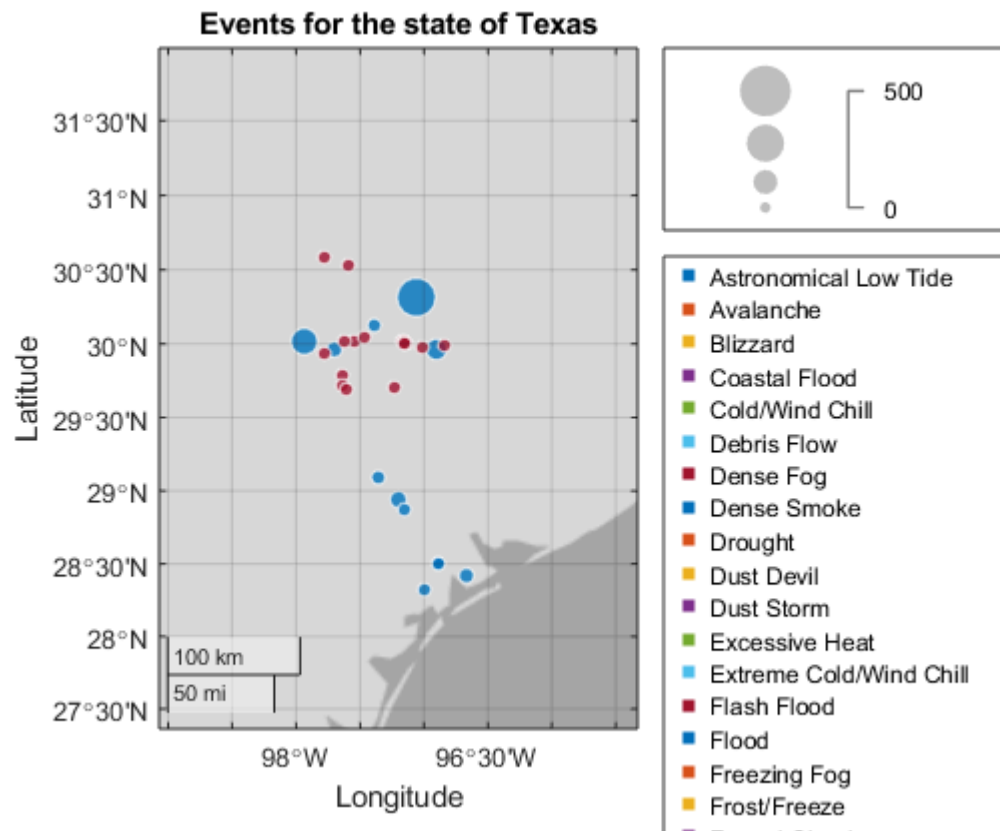 Events for the state of Texas
31°30'N
31°N
30°30'N
30°N
29°30'N
29°N
28°30'N
28°N
27°30'N
Latitude
100 km
50 mi
98°W
96°30'W
Longitude
500
0
Astronomical Low Tide
Avalanche
Blizzard
Coastal Flood
Cold/Wind Chill
Debris Flow
Dense Fog
Dense Smoke
Drought
Dust Devil
Dust Storm
Excessive Heat
Extreme Cold/Wind Chill
Flash Flood
Flood
Freezing Fog
Frost/Freeze